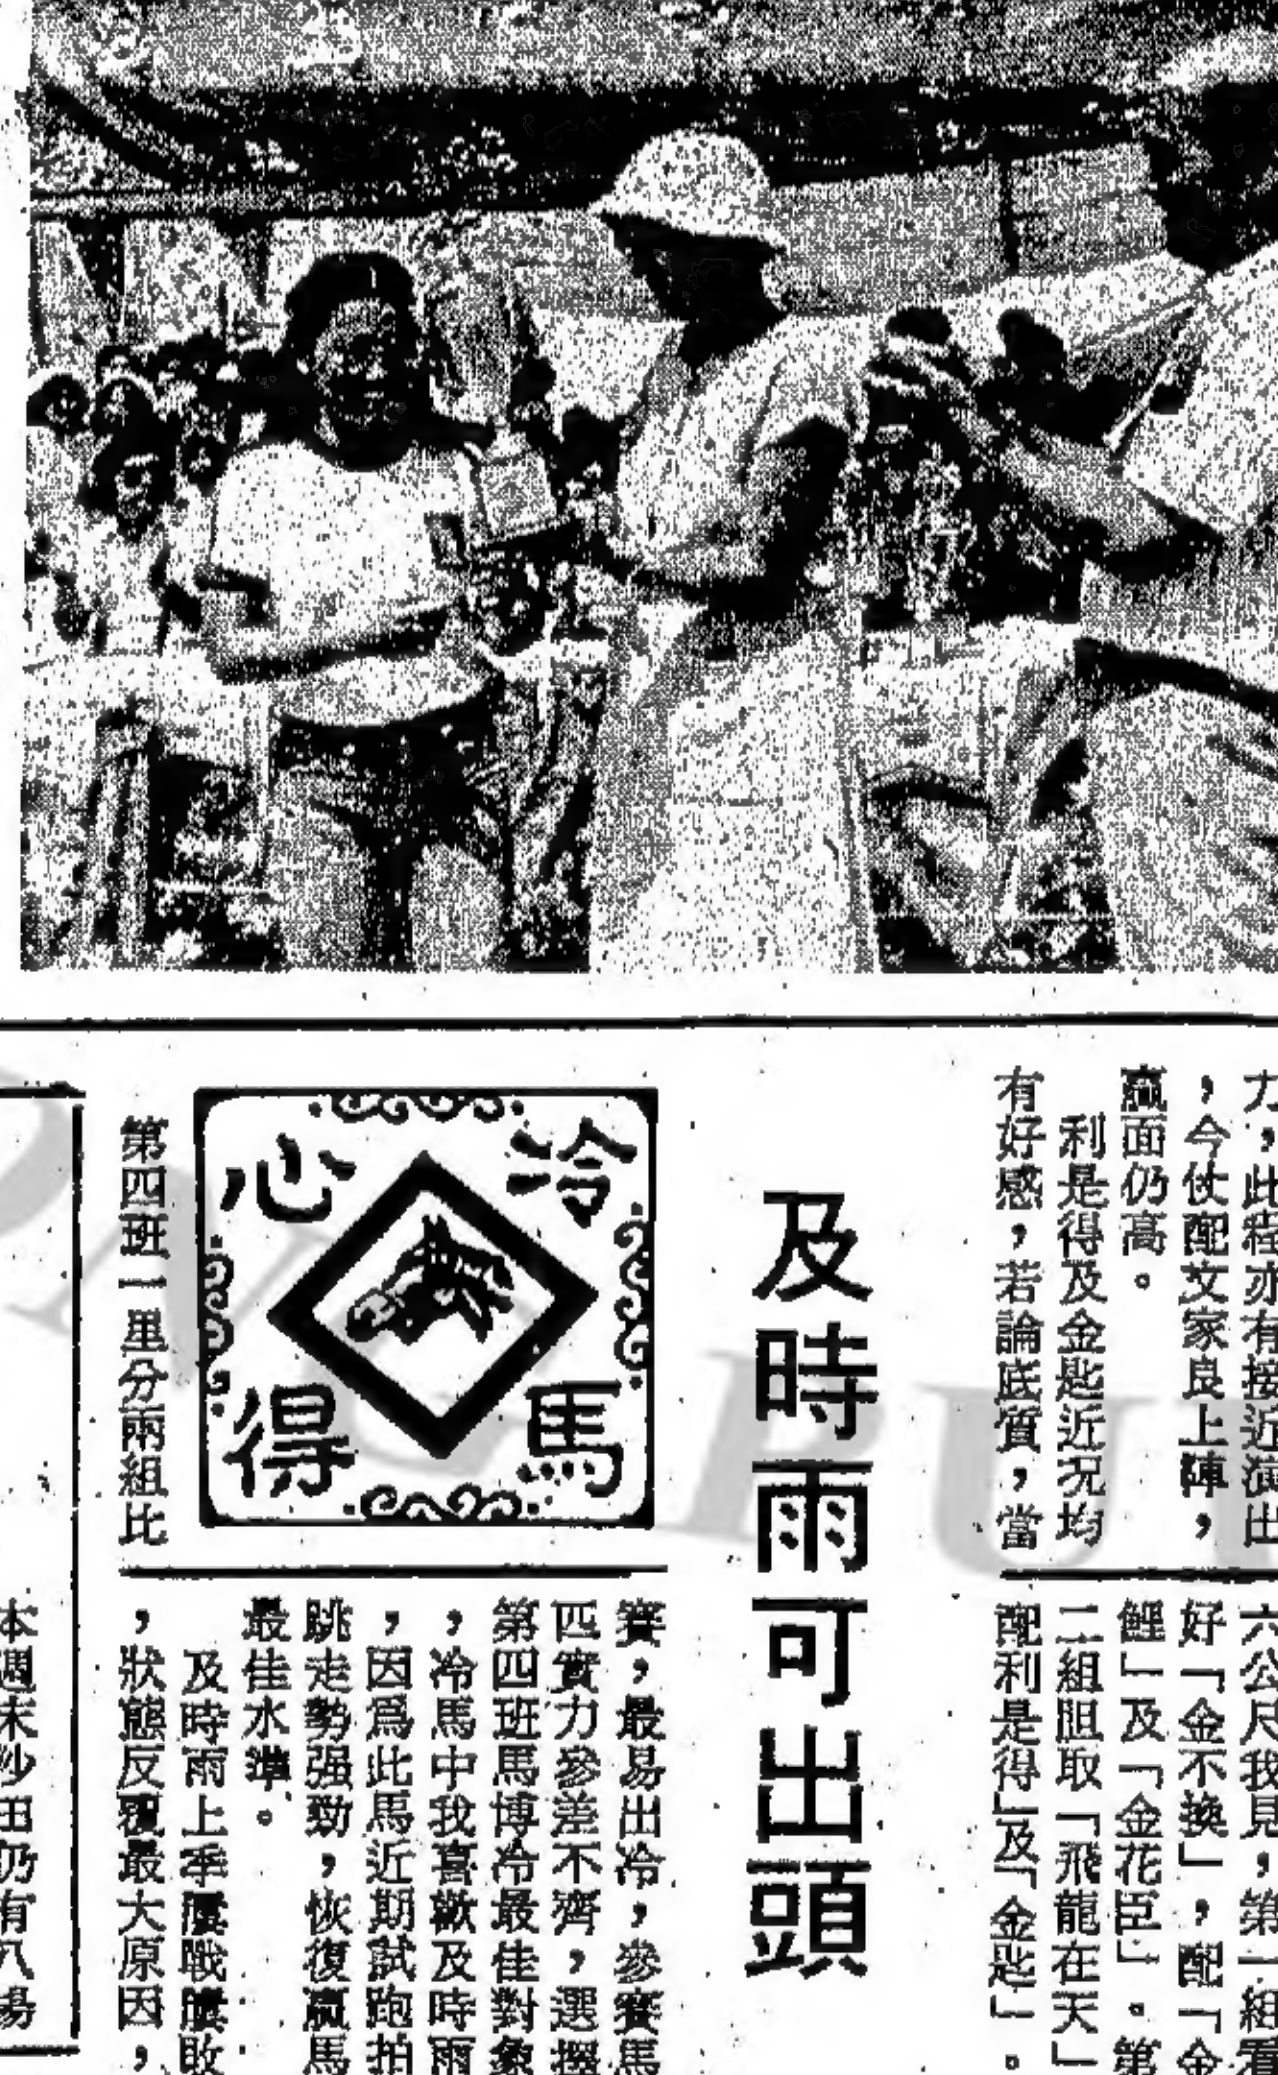 力，此程亦有接近演出
，今仗配文家良上陣，
贏面仍高。
利是得及金匙近況均
有好感，若論底質，當
六公尺我見，第一組看
好「金不換」，配「金
鯉」及「金花臣」。第
二組胆取「飛龍在天」
配利是得」及「金匙」。
及時雨可出頭
冷馬
心得
第四班一里分兩組比
賽，最易出冷，參賽馬
匹實力參差不齊，選擇
第四班馬博冷最佳對象
，冷馬中我喜歡及時雨
，因爲此馬近期試跑拍
跳走勢强勁，恢復贏馬
最佳水準。
及時雨上季屢戰屢敗
，狀態反覆最大原因，
本週末沙田仍有八場